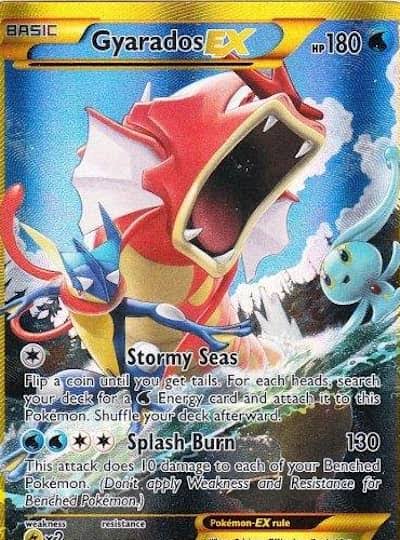 BASIC
Gyarados EX HP 180
Stormy Seas
Flip a coin until you get tails. For each heads, search
your deck for a Energy card and attach it to this
Pokémon. Shuffle your deck afterward.
Splash Burn 130
This attack does 10 damage to each of your Benched
Pokémon. (Don't apply Weakness and Resistance for
Benched Pokémon.)
weakness resistance
×2
Pokémon-EX rule